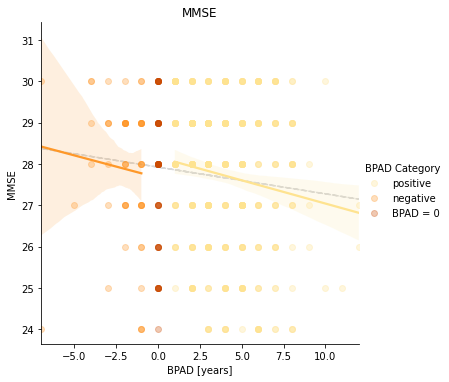 MMSE
31
30
29
28
27
26
25
24
MMSE
−5.0 −2.5 0.0 2.5 5.0 7.5 10.0
BPAD [years]
BPAD Category
positive
negative
BPAD = 0